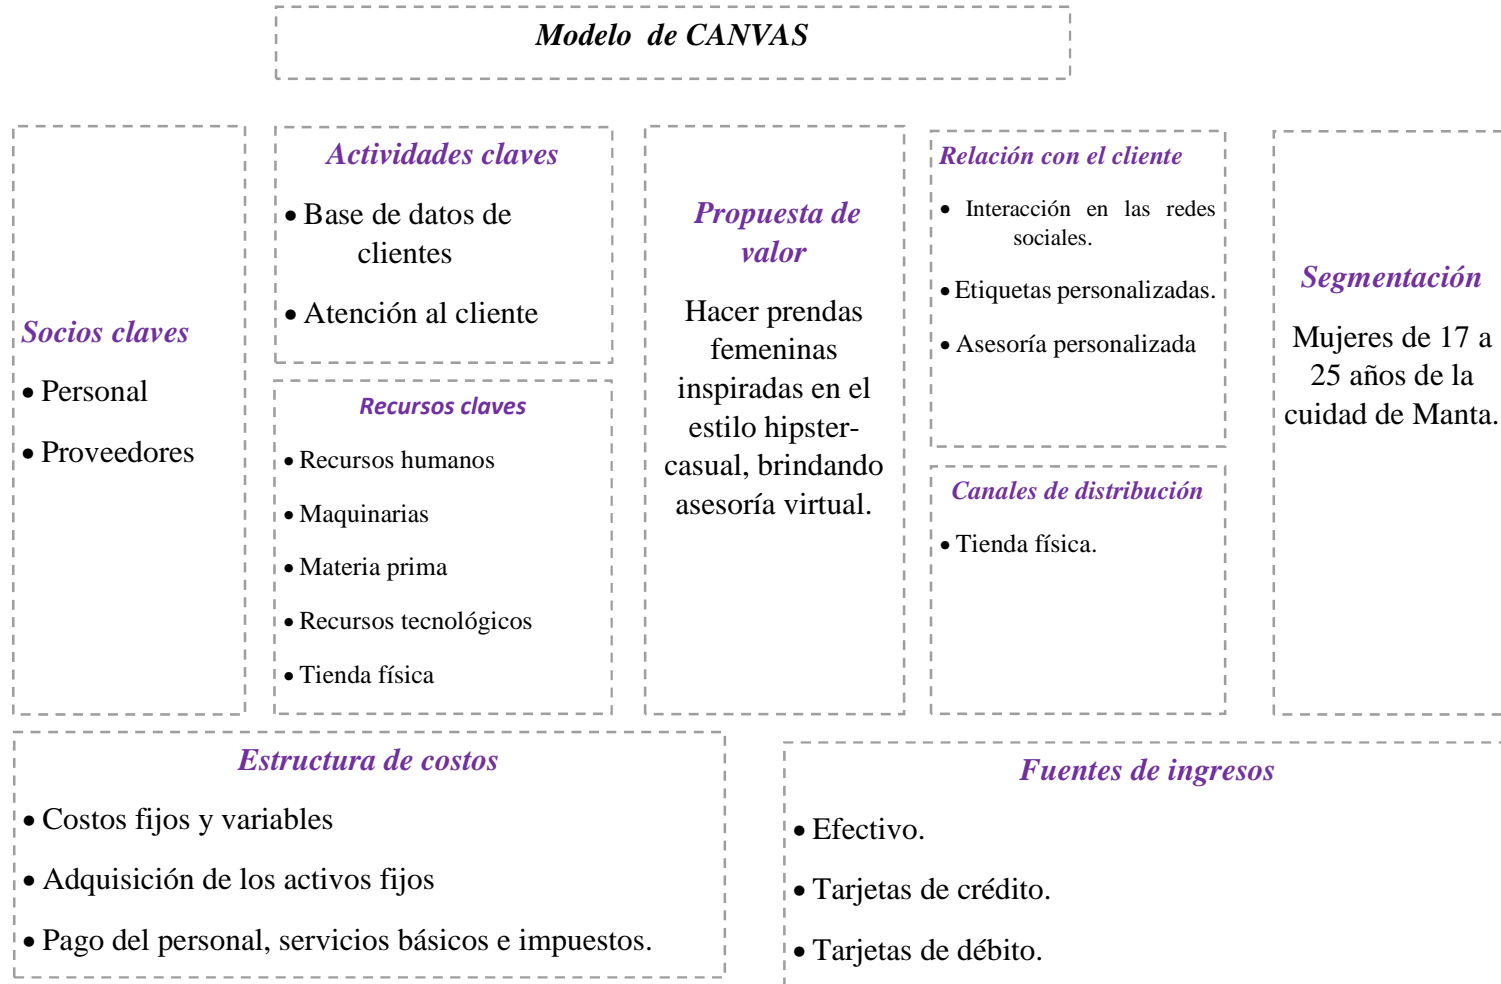 Modelo de CANVAS
Socios claves
• Personal
• Proveedores
Actividades claves
• Base de datos de
clientes
• Atención al cliente
Recursos claves
• Recursos humanos
• Maquinarias
• Materia prima
• Recursos tecnológicos
• Tienda física
Propuesta de
valor
Hacer prendas
femeninas
inspiradas en el
estilo hipster-
casual, brindando
asesoría virtual.
Relación con el cliente
• Interacción en las redes
sociales.
• Etiquetas personalizadas.
• Asesoría personalizada
Canales de distribución
• Tienda física.
Segmentación
Mujeres de 17 a
25 años de la
cuidad de Manta.
Estructura de costos
• Costos fijos y variables
• Adquisición de los activos fijos
• Pago del personal, servicios básicos e impuestos.
Fuentes de ingresos
• Efectivo.
• Tarjetas de crédito.
• Tarjetas de débito.